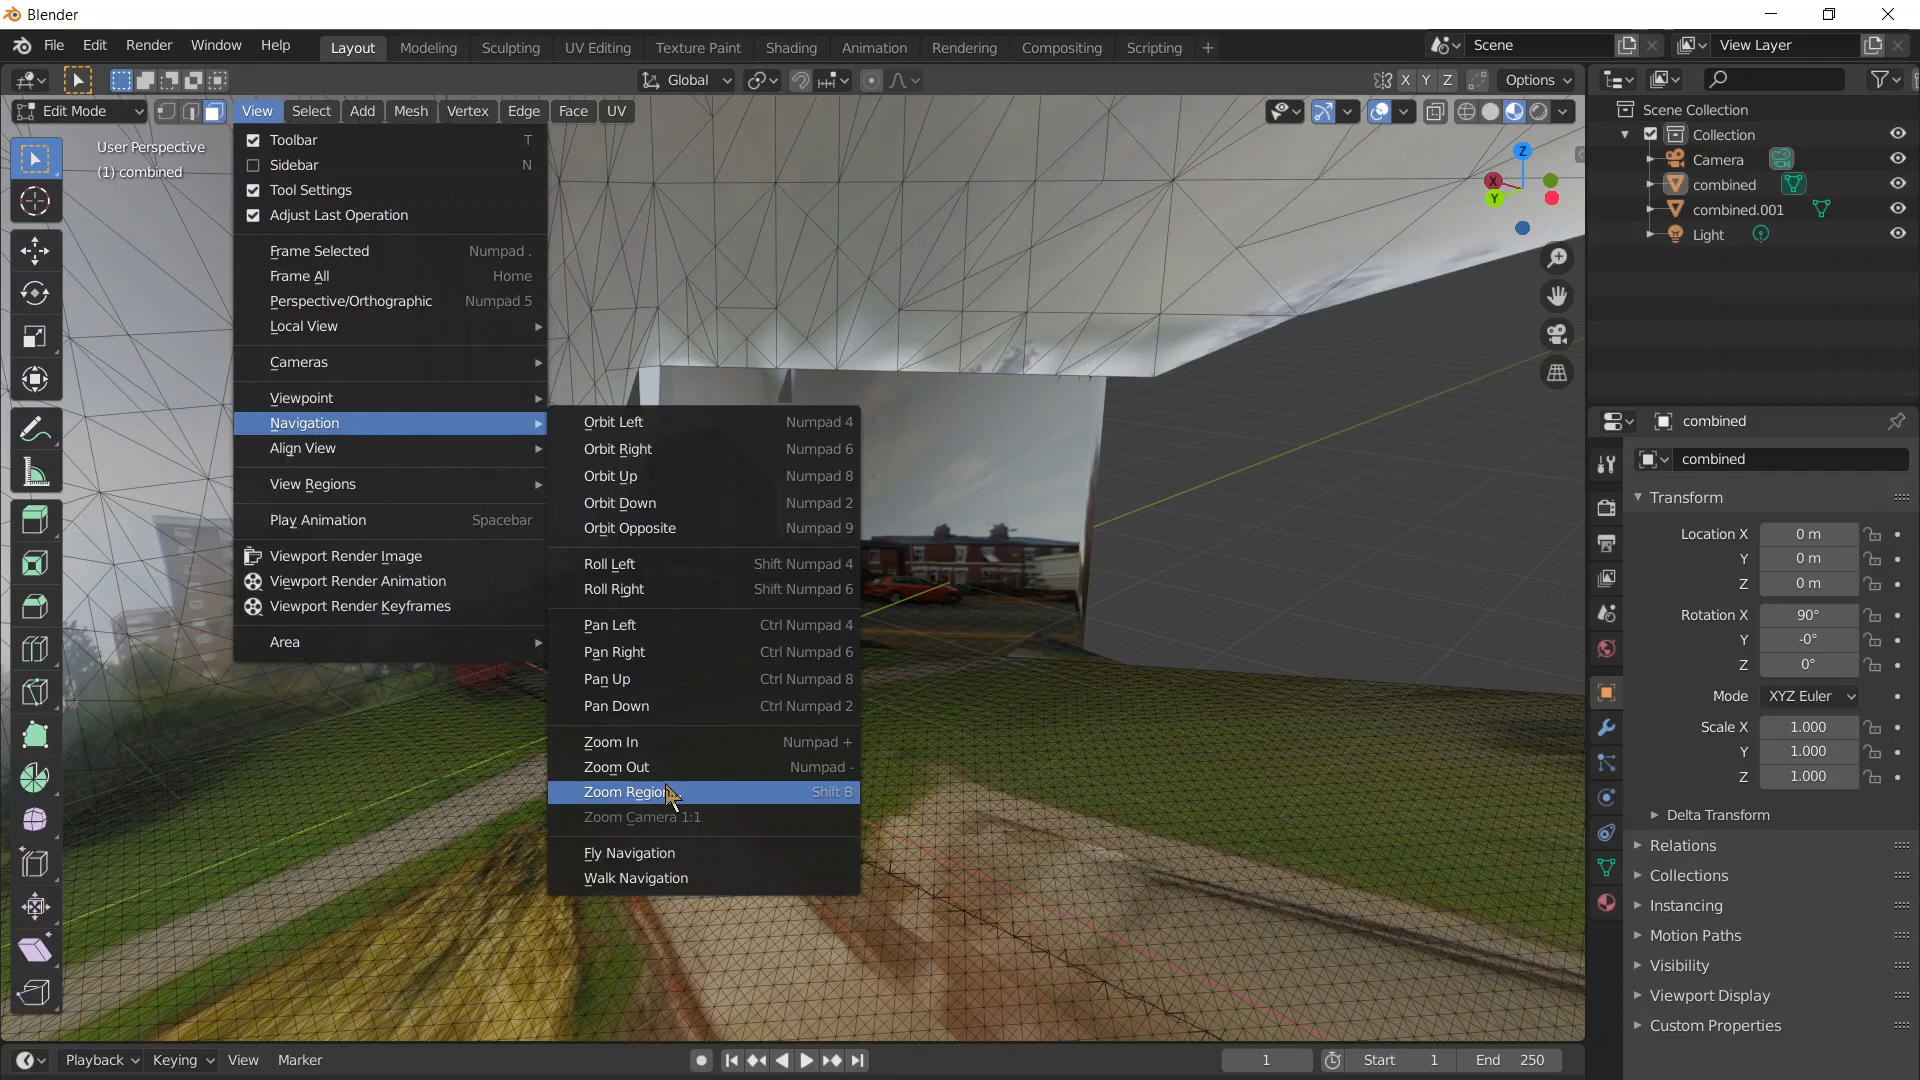 Blender
File Edit Render Window Help Layout Modeling Sculpting UV Editing Texture Paint Shading Animation Rendering Compositing Scripting + Scene View Layer
Global X Y Z Options
Edit Mode View Select Add Mesh Vertex Edge Face UV
User Perspective
(1) combined
Toolbar T
Sidebar N
Tool Settings
Adjust Last Operation
Frame Selected Numpad .
Frame All Home
Perspective/Orthographic Numpad 5
Local View
Cameras
Viewpoint
Navigation
Align View
View Regions
Play Animation Spacebar
Viewport Render Image
Viewport Render Animation
Viewport Render Keyframes
Area
Orbit Left Numpad 4
Orbit Right Numpad 6
Orbit Up Numpad 8
Orbit Down Numpad 2
Orbit Opposite Numpad 9
Roll Left Shift Numpad 4
Roll Right Shift Numpad 6
Pan Left Ctrl Numpad 4
Pan Right Ctrl Numpad 6
Pan Up Ctrl Numpad 8
Pan Down Ctrl Numpad 2
Zoom In Numpad +
Zoom Out Numpad -
Zoom Region... Shift B
Zoom Camera 1:1
Fly Navigation
Walk Navigation
Z
X
Y
Scene Collection
Collection
Camera
combined
combined.001
Light
combined
combined
Transform
Location X 0 m
Y 0 m
Z 0 m
Rotation X 90°
Y -0°
Z 0°
Mode XYZ Euler
Scale X 1.000
Y 1.000
Z 1.000
Delta Transform
Relations
Collections
Instancing
Motion Paths
Visibility
Viewport Display
Custom Properties
Playback Keying View Marker 1 Start 1 End 250